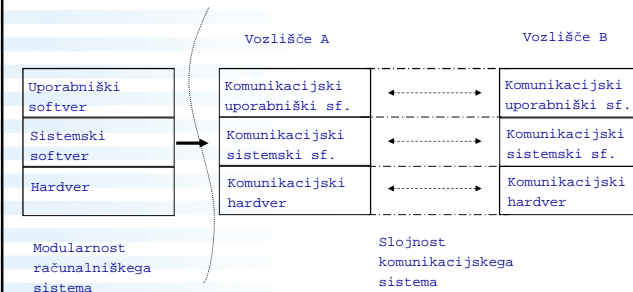 Vozlišče A
Vozlišče B
Uporabniški
softver
Sistemski
softver
Hardver
Komunikacijski
uporabniški sf.
Komunikacijski
sistemski sf.
Komunikacijski
hardver
Komunikacijski
uporabniški sf.
Komunikacijski
sistemski sf.
Komunikacijski
hardver
Modularnost
računalniškega
sistema
Slojnost
komunikacijskega
sistema